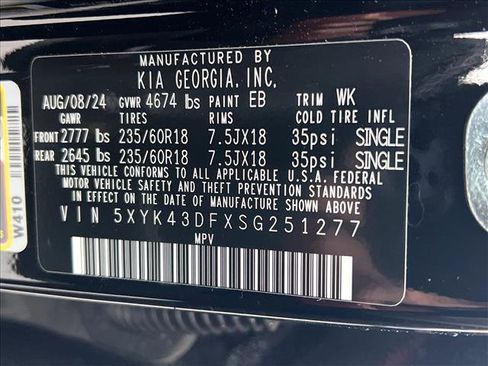 MANUFACTURED BY
KIA GEORGIA, INC.
AUG/08/24 GVWR 4674 lbs PAINT EB TRIM WK
GAWR TIRES RIMS COLD TIRE INFL
FRONT 2777 lbs 235/60R18 7.5JX18 35psi SINGLE
REAR 2645 lbs 235/60R18 7.5JX18 35psi SINGLE
THIS VEHICLE CONFORMS TO ALL APPLICABLE U.S.A. FEDERAL
MOTOR VEHICLE SAFETY AND THEFT PREVENTION STANDARDS
IN EFFECT ON THE DATE OF MANUFACTURE SHOWN ABOVE
VIN 5XYK43DFXSG251277
MPV
W410